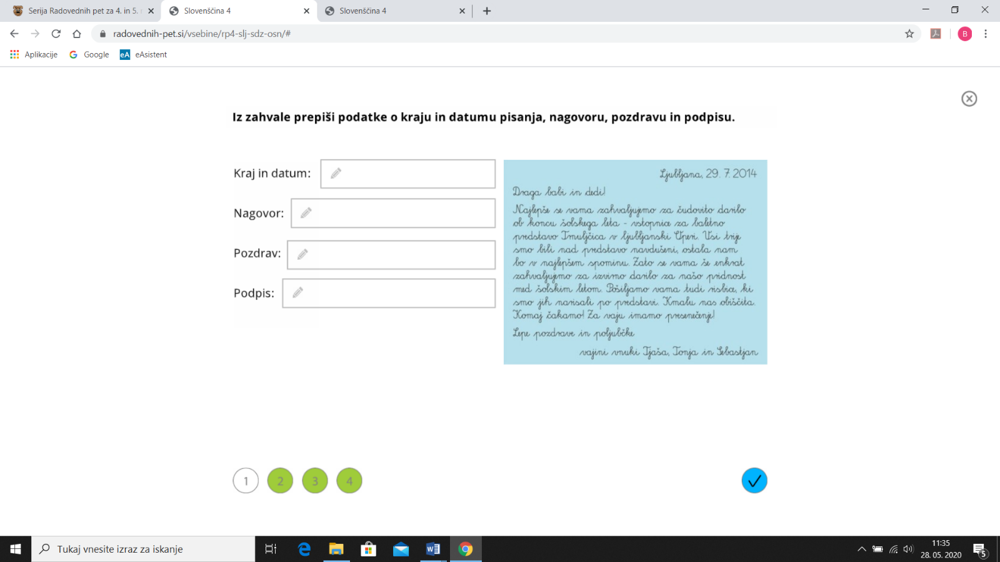 Serija Radovednih pet za 4. in 5.
Slovenščina 4
Slovenščina 4
radovednih-pet.si/vsebine/rp4-slj-sdz-osn/#
B
Aplikacije
Google
eA eAsistent
Iz zahvale prepiši podatke o kraju in datumu pisanja, nagovoru, pozdravu in podpisu.
Kraj in datum:
Nagovor:
Pozdrav:
Podpis:
Ljubljana, 29. 7. 2014
Draga babi in dedi!
Najlepše se vama zahvaljujemo za čudovito darilo
ob koncu šolskega leta - vstopnice za baletno
predstavo Trnuljčica v ljubljanski Operi. Vsi trije
smo bili nad predstavo navdušeni, ostala nam
bo v najlepšem spominu. Zato se vama še enkrat
zahvaljujemo za izvirno darilo za našo pridnost
med šolskim letom. Pošiljamo vama tudi risbice, ki
smo jih narisali po predstavi. Kmalu nas obiščita.
Komaj čakamo! Za vaju imamo presenečenje!
Lepe pozdrave in poljubčke
vajini vnuki Tjaša, Tonja in Sebastjan
1 2 3 4
Tukaj vnesite izraz za iskanje
11:35
28. 05. 2020
5